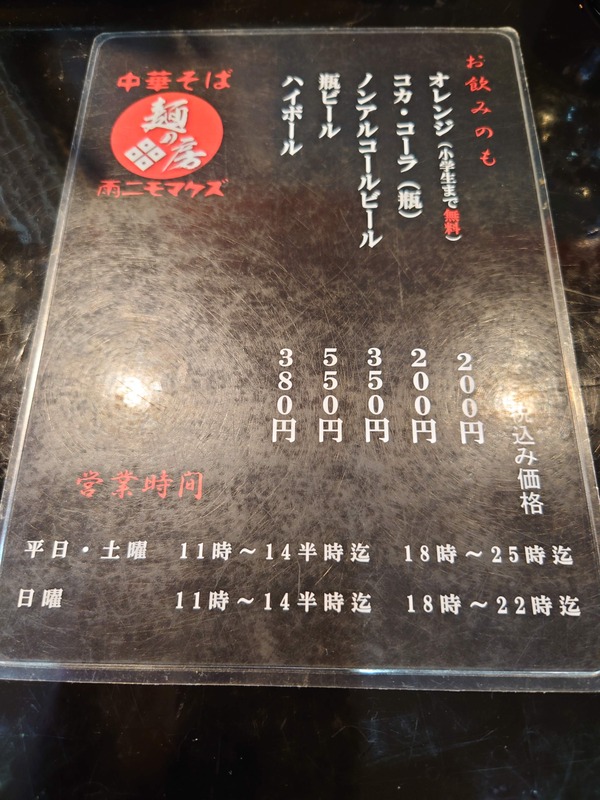 お飲みのも
オレンジ(小学生まで無料) 200円
コカ・コーラ(瓶) 200円
ノンアルコールビール 350円
瓶ビール 550円
ハイボール 380円
税込み価格
中華そば
麺の房
雨ニモマケズ
営業時間
平日・土曜 11時〜14半時迄 18時〜25時迄
日曜 11時〜14半時迄 18時〜22時迄